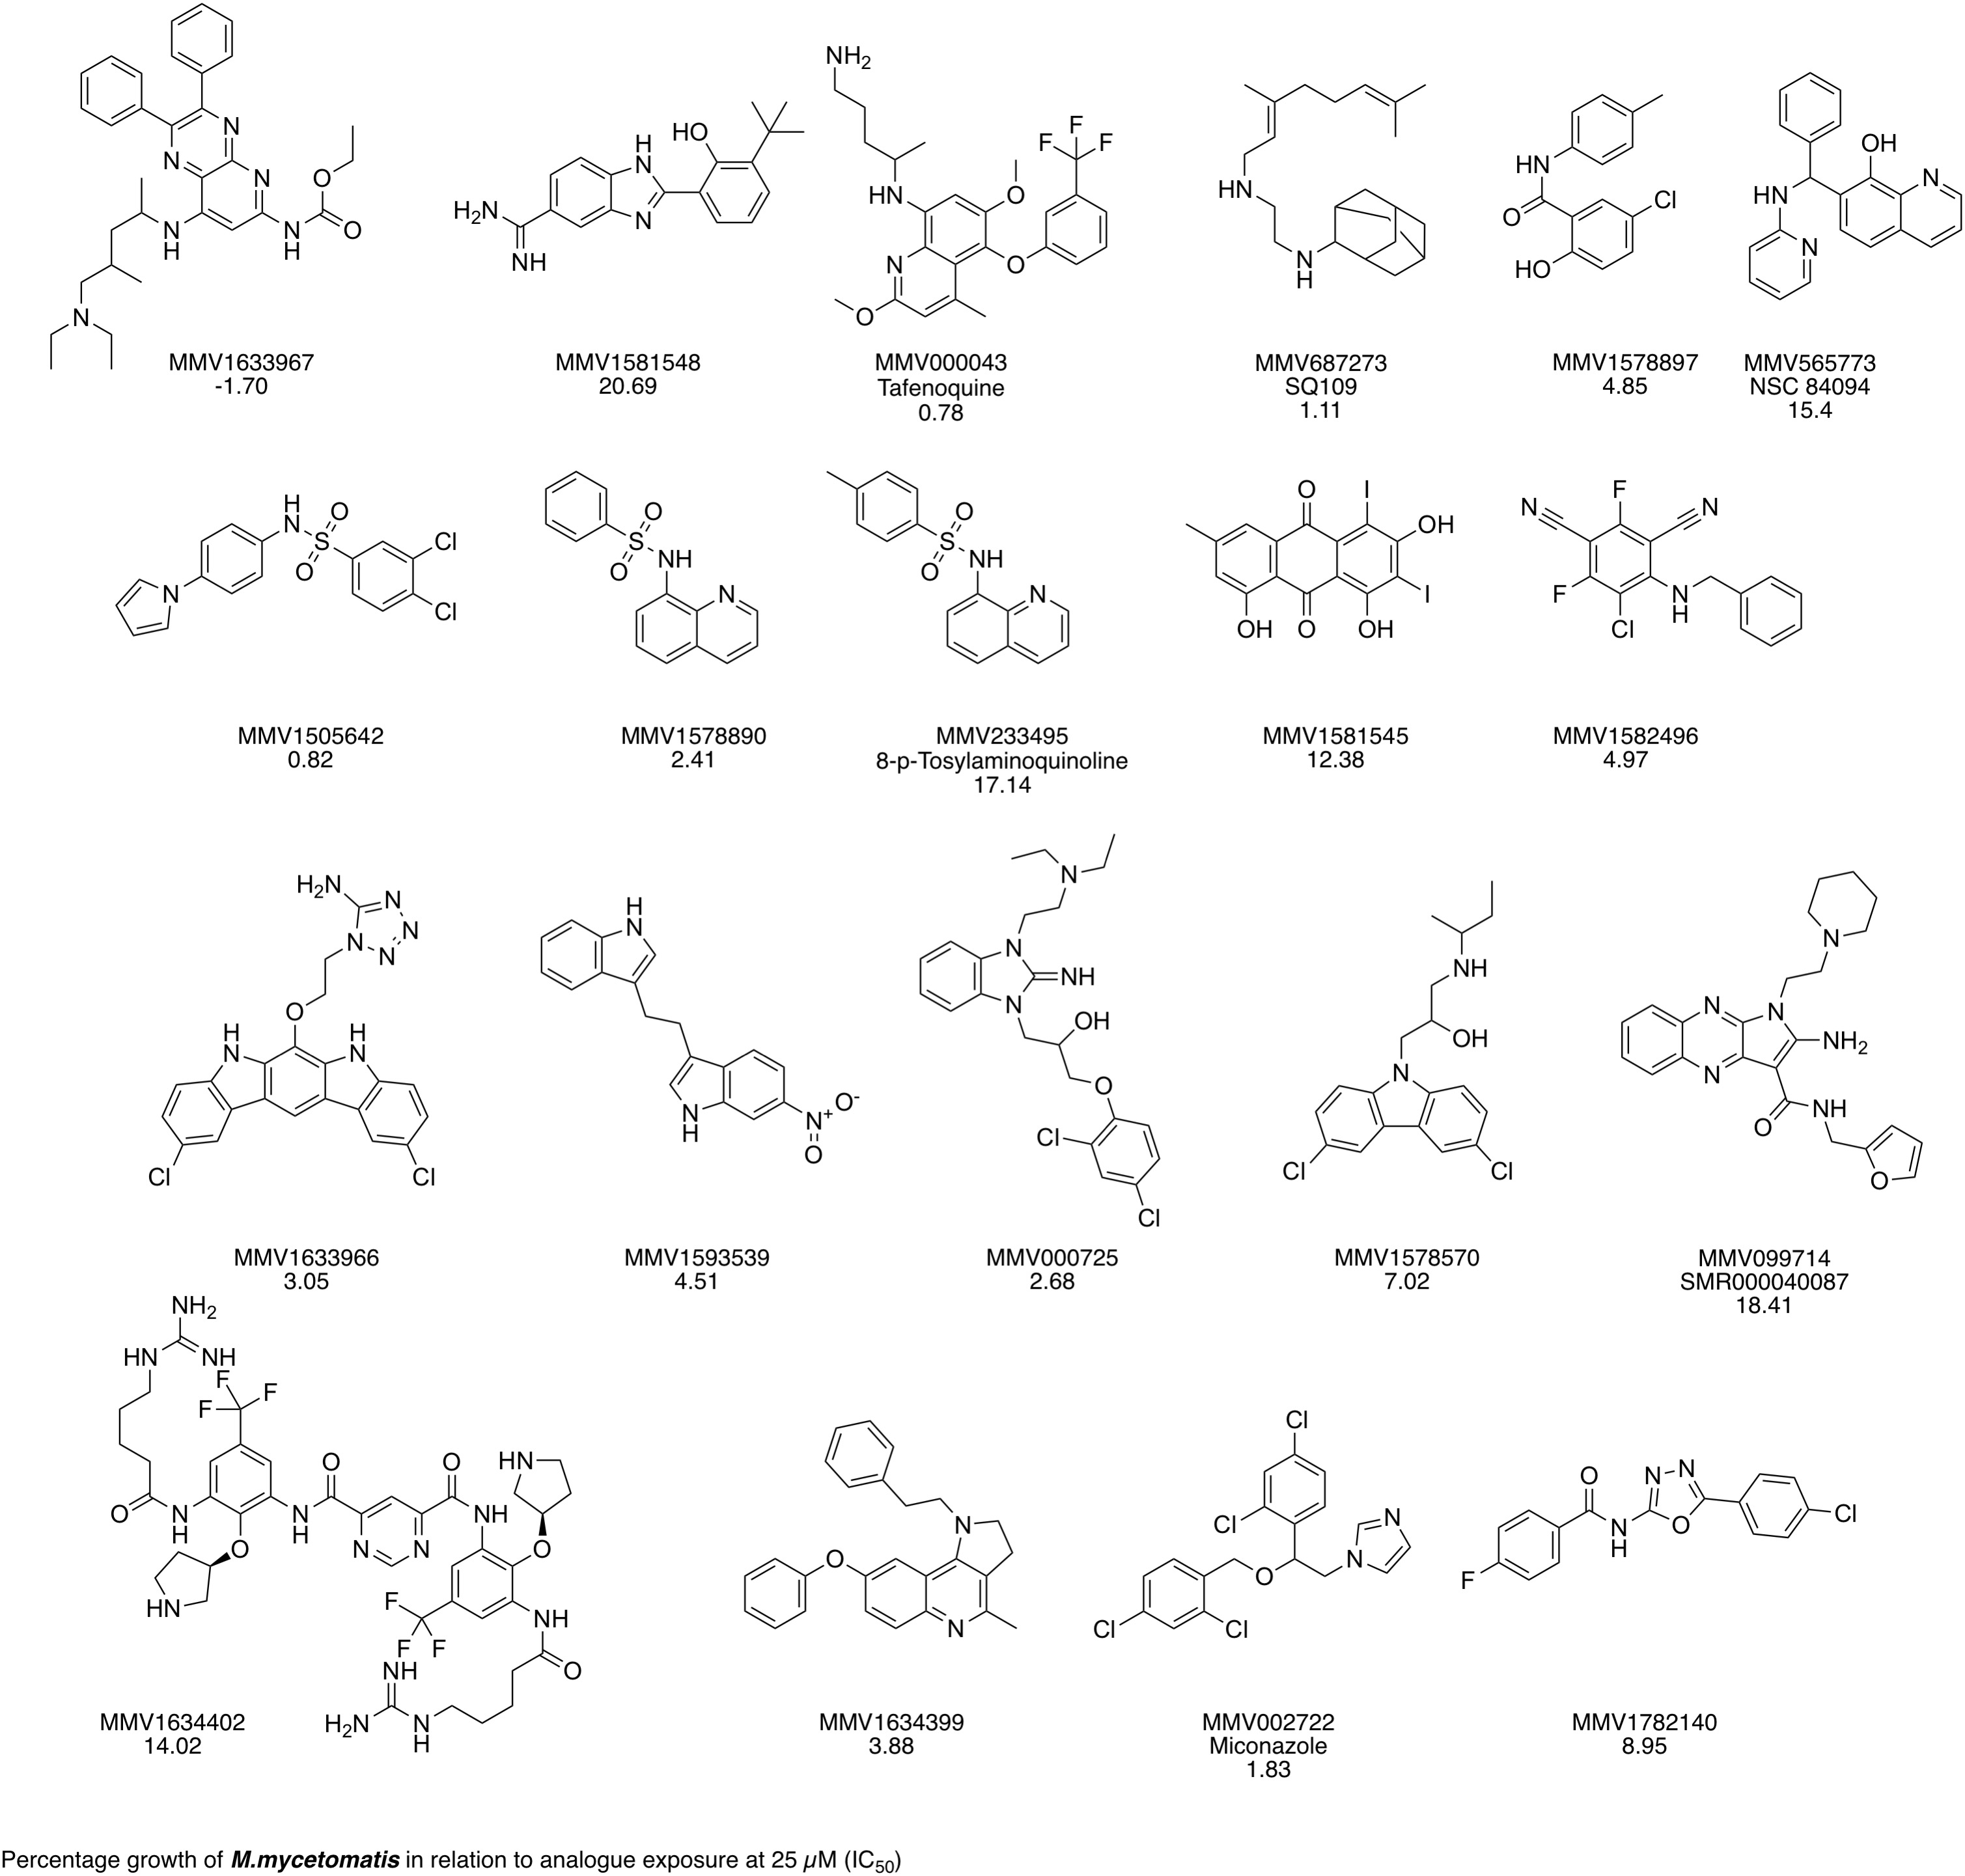 MMV1633967
-1.70
MMV1581548
20.69
MMV000043
Tafenoquine
0.78
MMV687273
SQ109
1.11
MMV1578897
4.85
MMV565773
NSC 84094
15.4
MMV1505642
0.82
MMV1578890
2.41
MMV233495
8-p-Tosylaminoquinoline
17.14
MMV1581545
12.38
MMV1582496
4.97
MMV1633966
3.05
MMV1593539
4.51
MMV000725
2.68
MMV1578570
7.02
MMV099714
SMR000040087
18.41
MMV1634402
14.02
MMV1634399
3.88
MMV002722
Miconazole
1.83
MMV1782140
8.95
Percentage growth of M.mycetomatis in relation to analogue exposure at 25 µM (IC50)